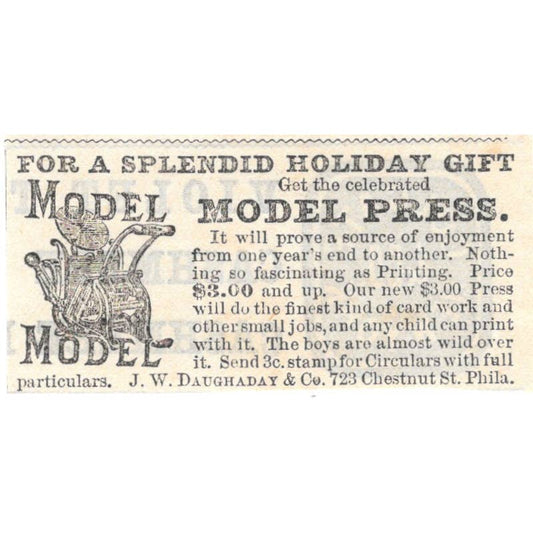 FOR A SPLENDID HOLIDAY GIFT
Get the celebrated
MODEL
MODEL PRESS.
It will prove a source of enjoyment
from one year's end to another. Noth-
ing so fascinating as Printing. Price
$3.00 and up. Our new $3.00 Press
will do the finest kind of card work and
other small jobs, and any child can print
with it. The boys are almost wild over
MODEL
it. Send 3c. stamp for Circulars with full
particulars. J. W. DAUGHADAY & Co. 723 Chestnut St. Phila.